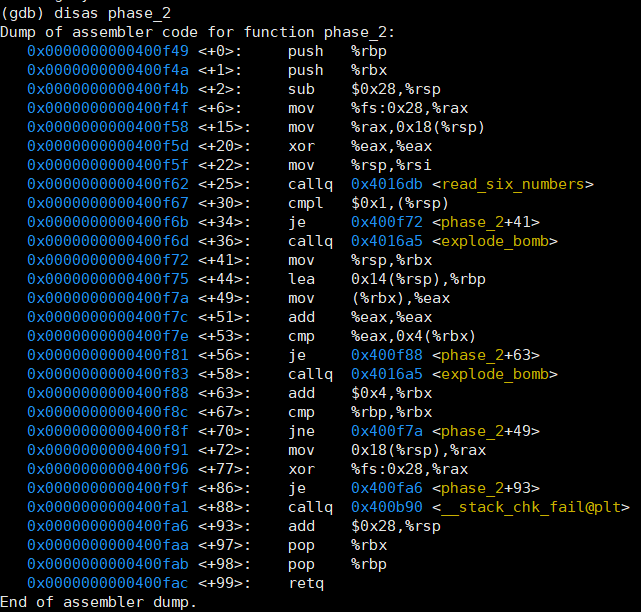 (gdb) disas phase_2
Dump of assembler code for function phase_2:
   0x0000000000400f49 <+0>:     push   %rbp
   0x0000000000400f4a <+1>:     push   %rbx
   0x0000000000400f4b <+2>:     sub    $0x28,%rsp
   0x0000000000400f4f <+6>:     mov    %fs:0x28,%rax
   0x0000000000400f58 <+15>:    mov    %rax,0x18(%rsp)
   0x0000000000400f5d <+20>:    xor    %eax,%eax
   0x0000000000400f5f <+22>:    mov    %rsp,%rsi
   0x0000000000400f62 <+25>:    callq  0x4016db <read_six_numbers>
   0x0000000000400f67 <+30>:    cmpl   $0x1,(%rsp)
   0x0000000000400f6b <+34>:    je     0x400f72 <phase_2+41>
   0x0000000000400f6d <+36>:    callq  0x4016a5 <explode_bomb>
   0x0000000000400f72 <+41>:    mov    %rsp,%rbx
   0x0000000000400f75 <+44>:    lea    0x14(%rsp),%rbp
   0x0000000000400f7a <+49>:    mov    (%rbx),%eax
   0x0000000000400f7c <+51>:    add    %eax,%eax
   0x0000000000400f7e <+53>:    cmp    %eax,0x4(%rbx)
   0x0000000000400f81 <+56>:    je     0x400f88 <phase_2+63>
   0x0000000000400f83 <+58>:    callq  0x4016a5 <explode_bomb>
   0x0000000000400f88 <+63>:    add    $0x4,%rbx
   0x0000000000400f8c <+67>:    cmp    %rbp,%rbx
   0x0000000000400f8f <+70>:    jne    0x400f7a <phase_2+49>
   0x0000000000400f91 <+72>:    mov    0x18(%rsp),%rax
   0x0000000000400f96 <+77>:    xor    %fs:0x28,%rax
   0x0000000000400f9f <+86>:    je     0x400fa6 <phase_2+93>
   0x0000000000400fa1 <+88>:    callq  0x400b90 <__stack_chk_fail@plt>
   0x0000000000400fa6 <+93>:    add    $0x28,%rsp
   0x0000000000400faa <+97>:    pop    %rbx
   0x0000000000400fab <+98>:    pop    %rbp
   0x0000000000400fac <+99>:    retq
End of assembler dump.